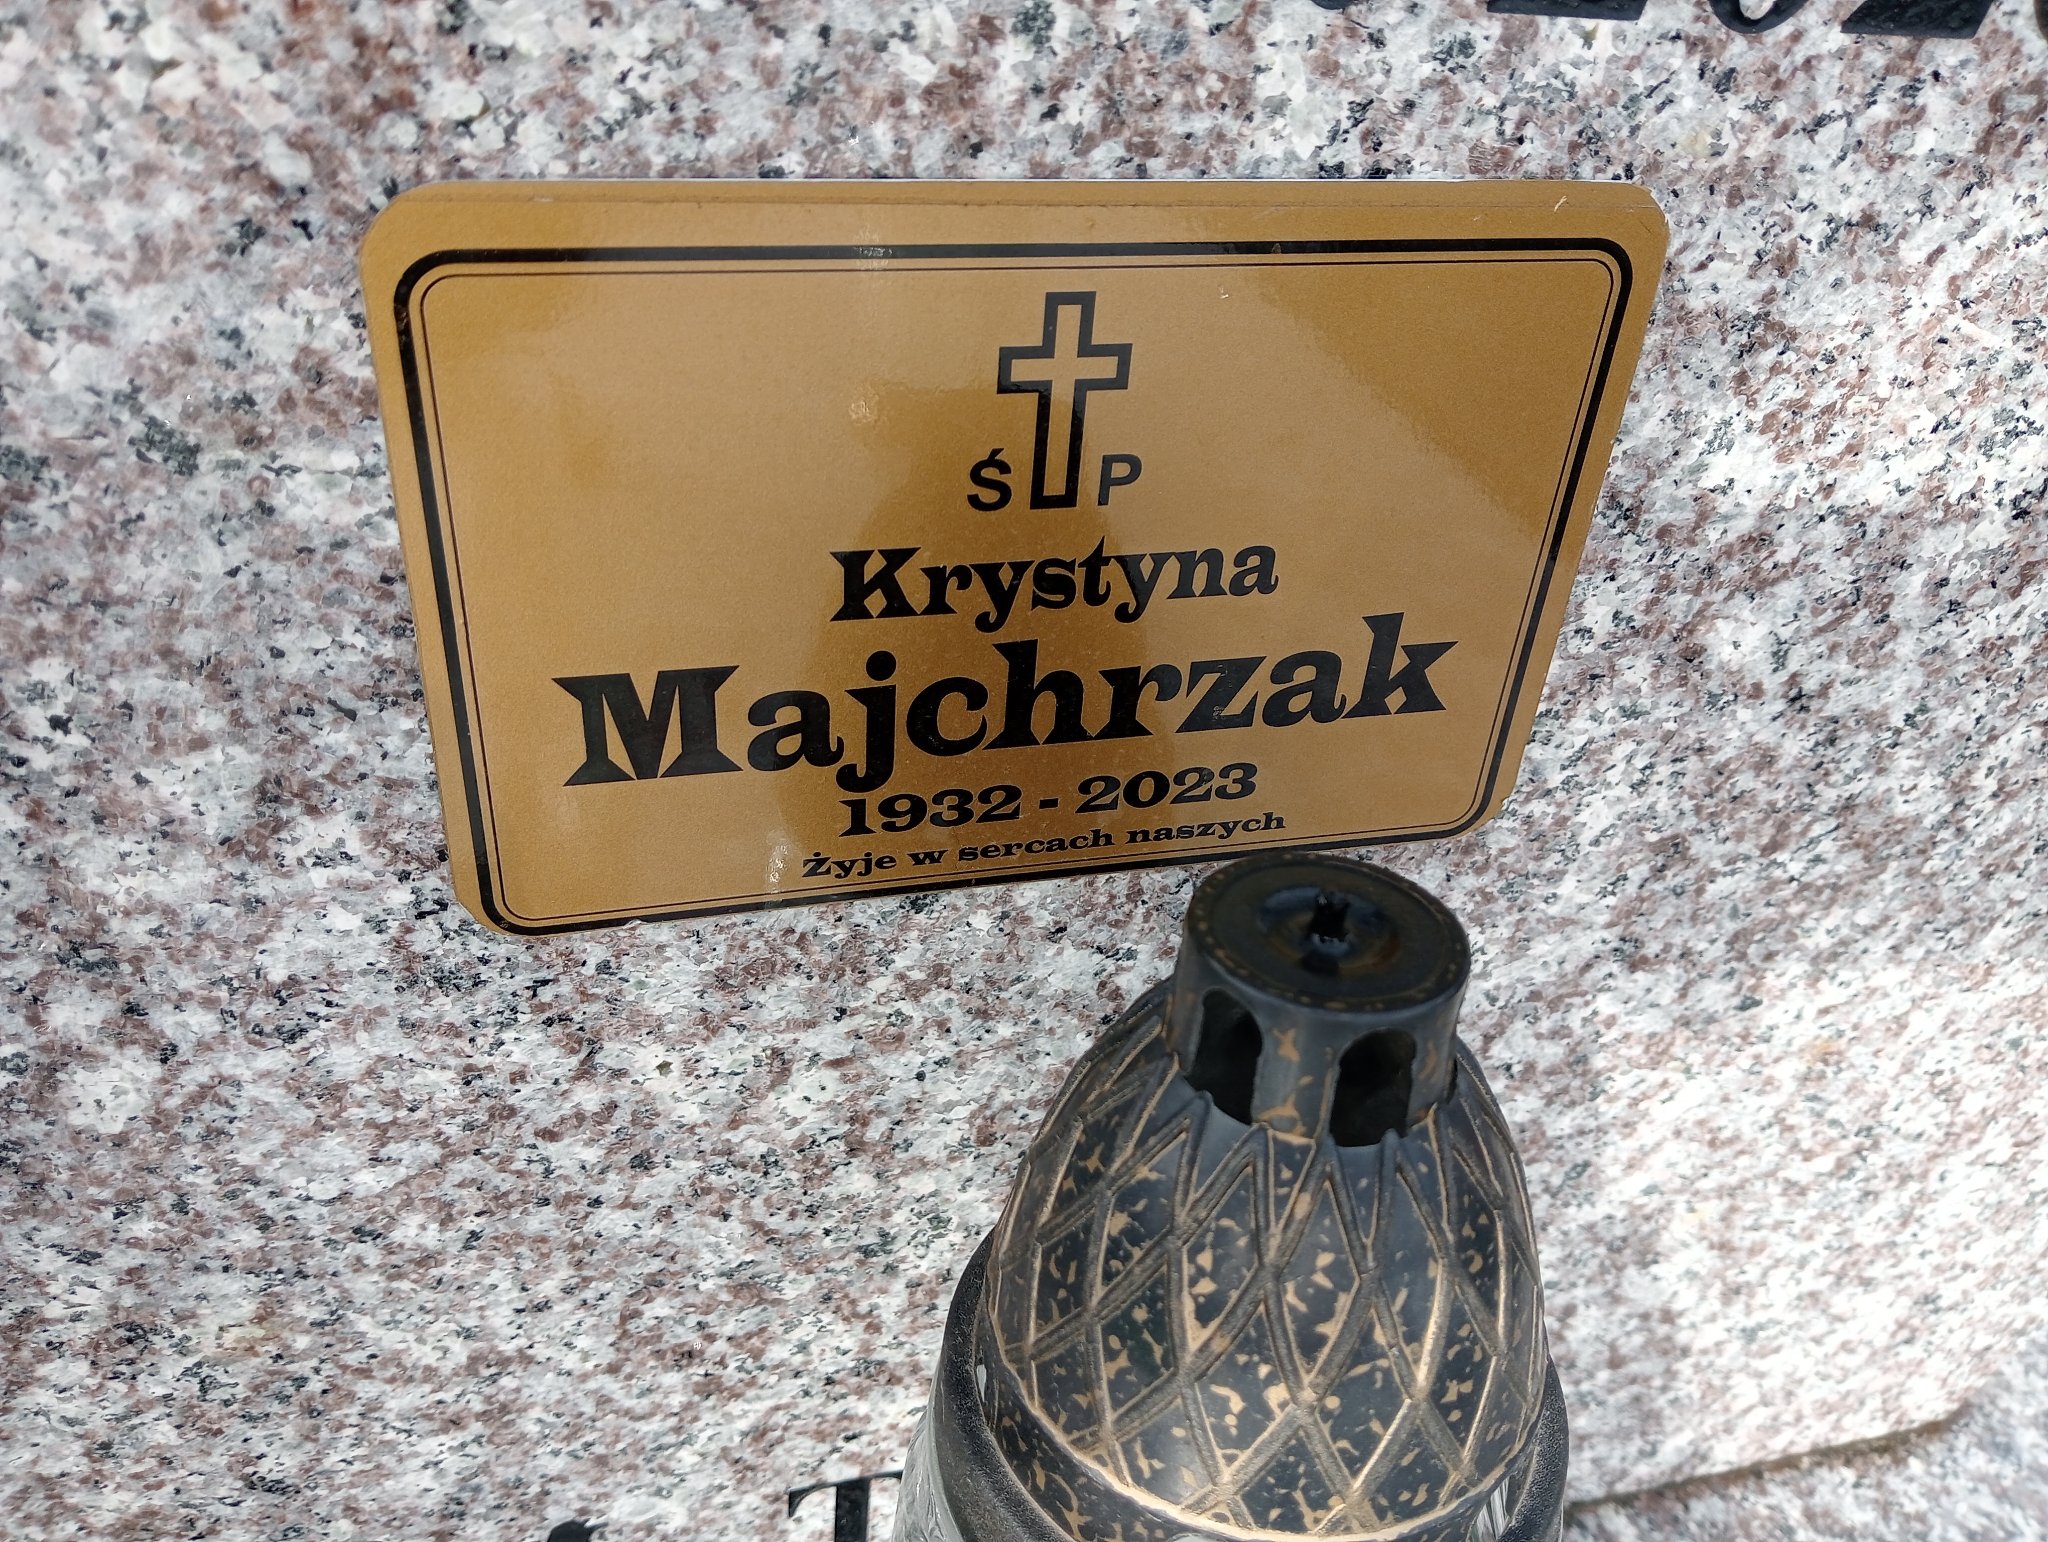 Ś P
Krystyna
Majchrzak
1932 - 2023
Żyje w sercach naszych